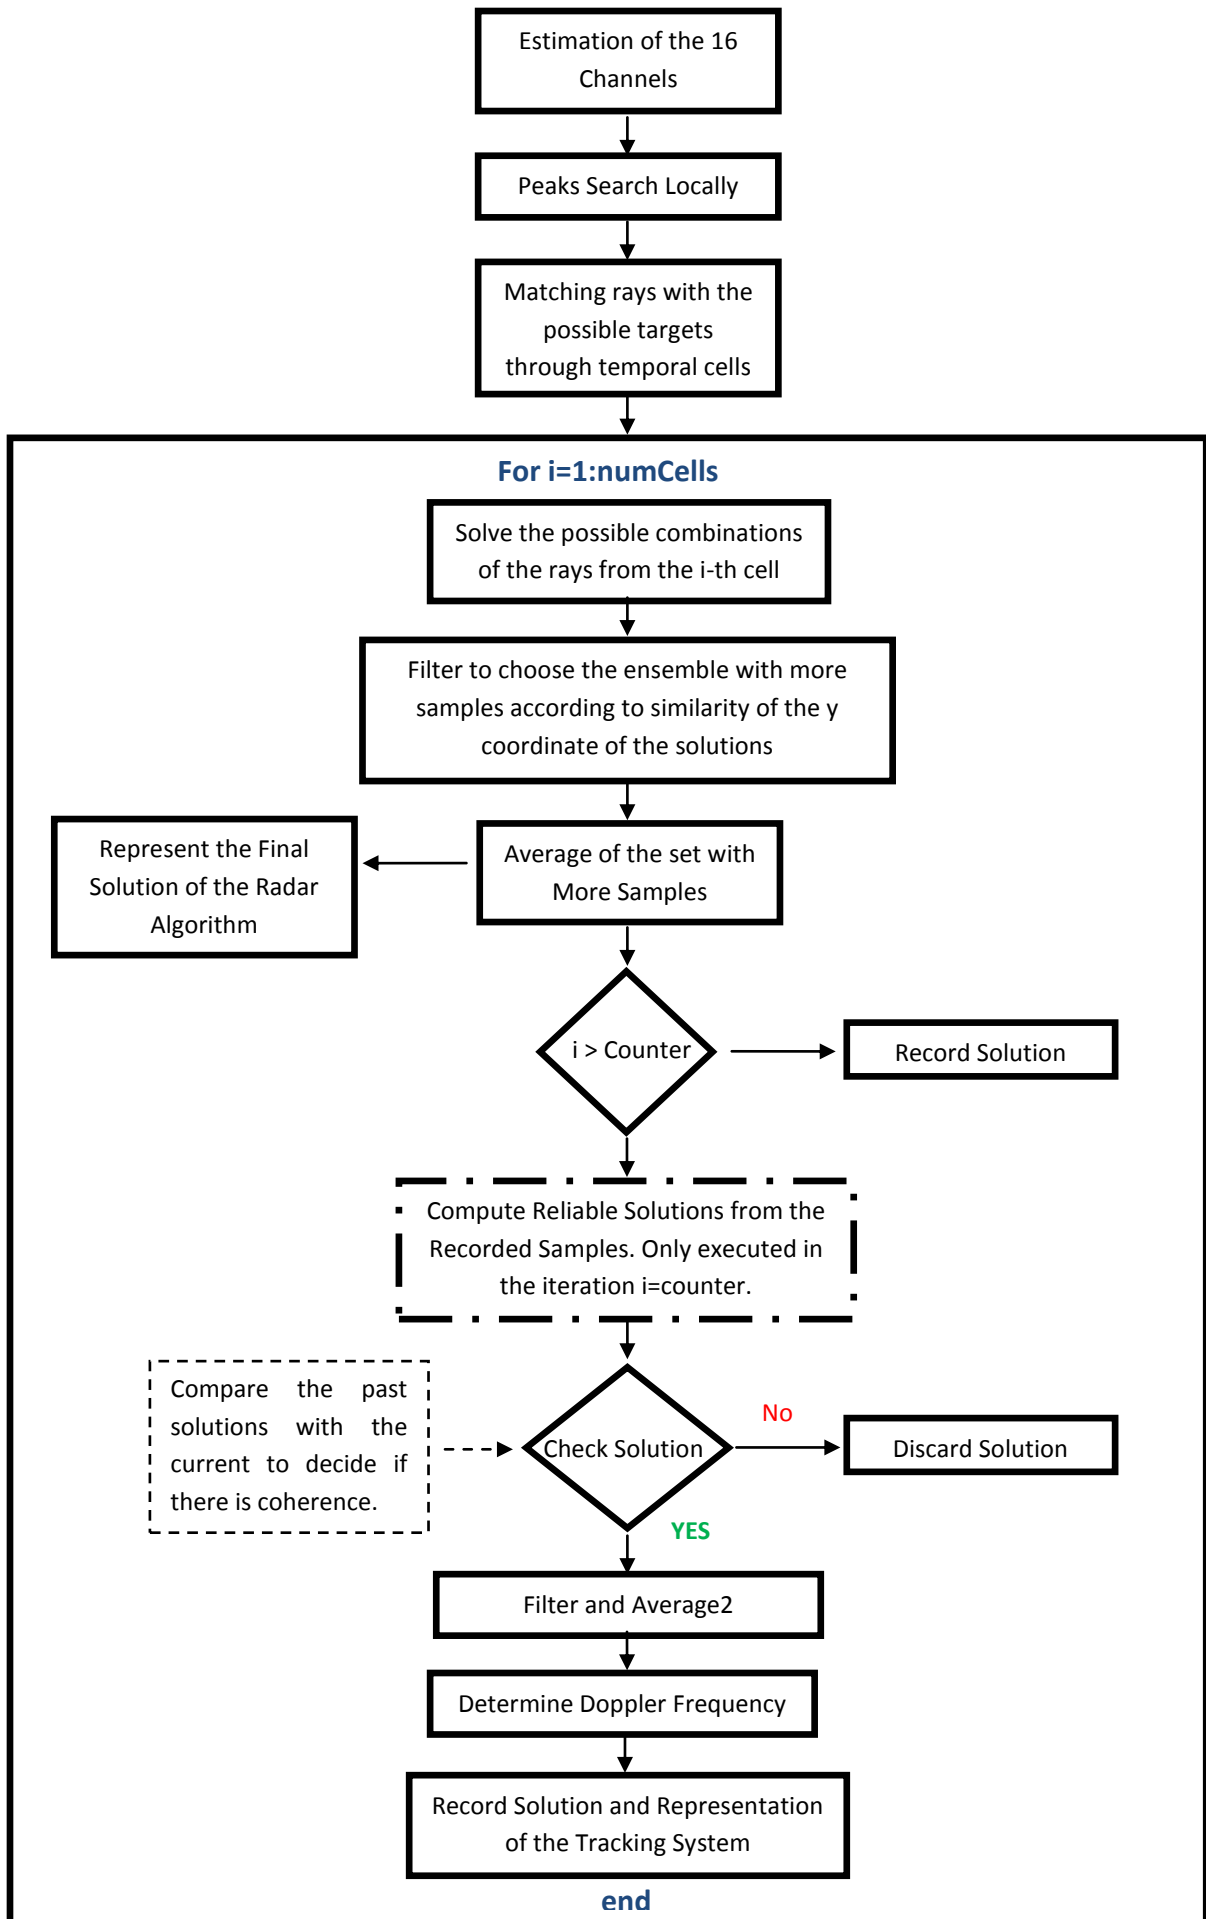 Estimation of the 16
Channels
Peaks Search Locally
Matching rays with the
possible targets
through temporal cells
For i=1:numCells
Solve the possible combinations
of the rays from the i-th cell
Filter to choose the ensemble with more
samples according to similarity of the y
coordinate of the solutions
Represent the Final
Solution of the Radar
Algorithm
Average of the set with
More Samples
i > Counter
Record Solution
Compute Reliable Solutions from the
Recorded Samples. Only executed in
the iteration i=counter.
Compare the past
solutions with the
current to decide if
there is coherence.
Check Solution
No
Discard Solution
YES
Filter and Average2
Determine Doppler Frequency
Record Solution and Representation
of the Tracking System
end